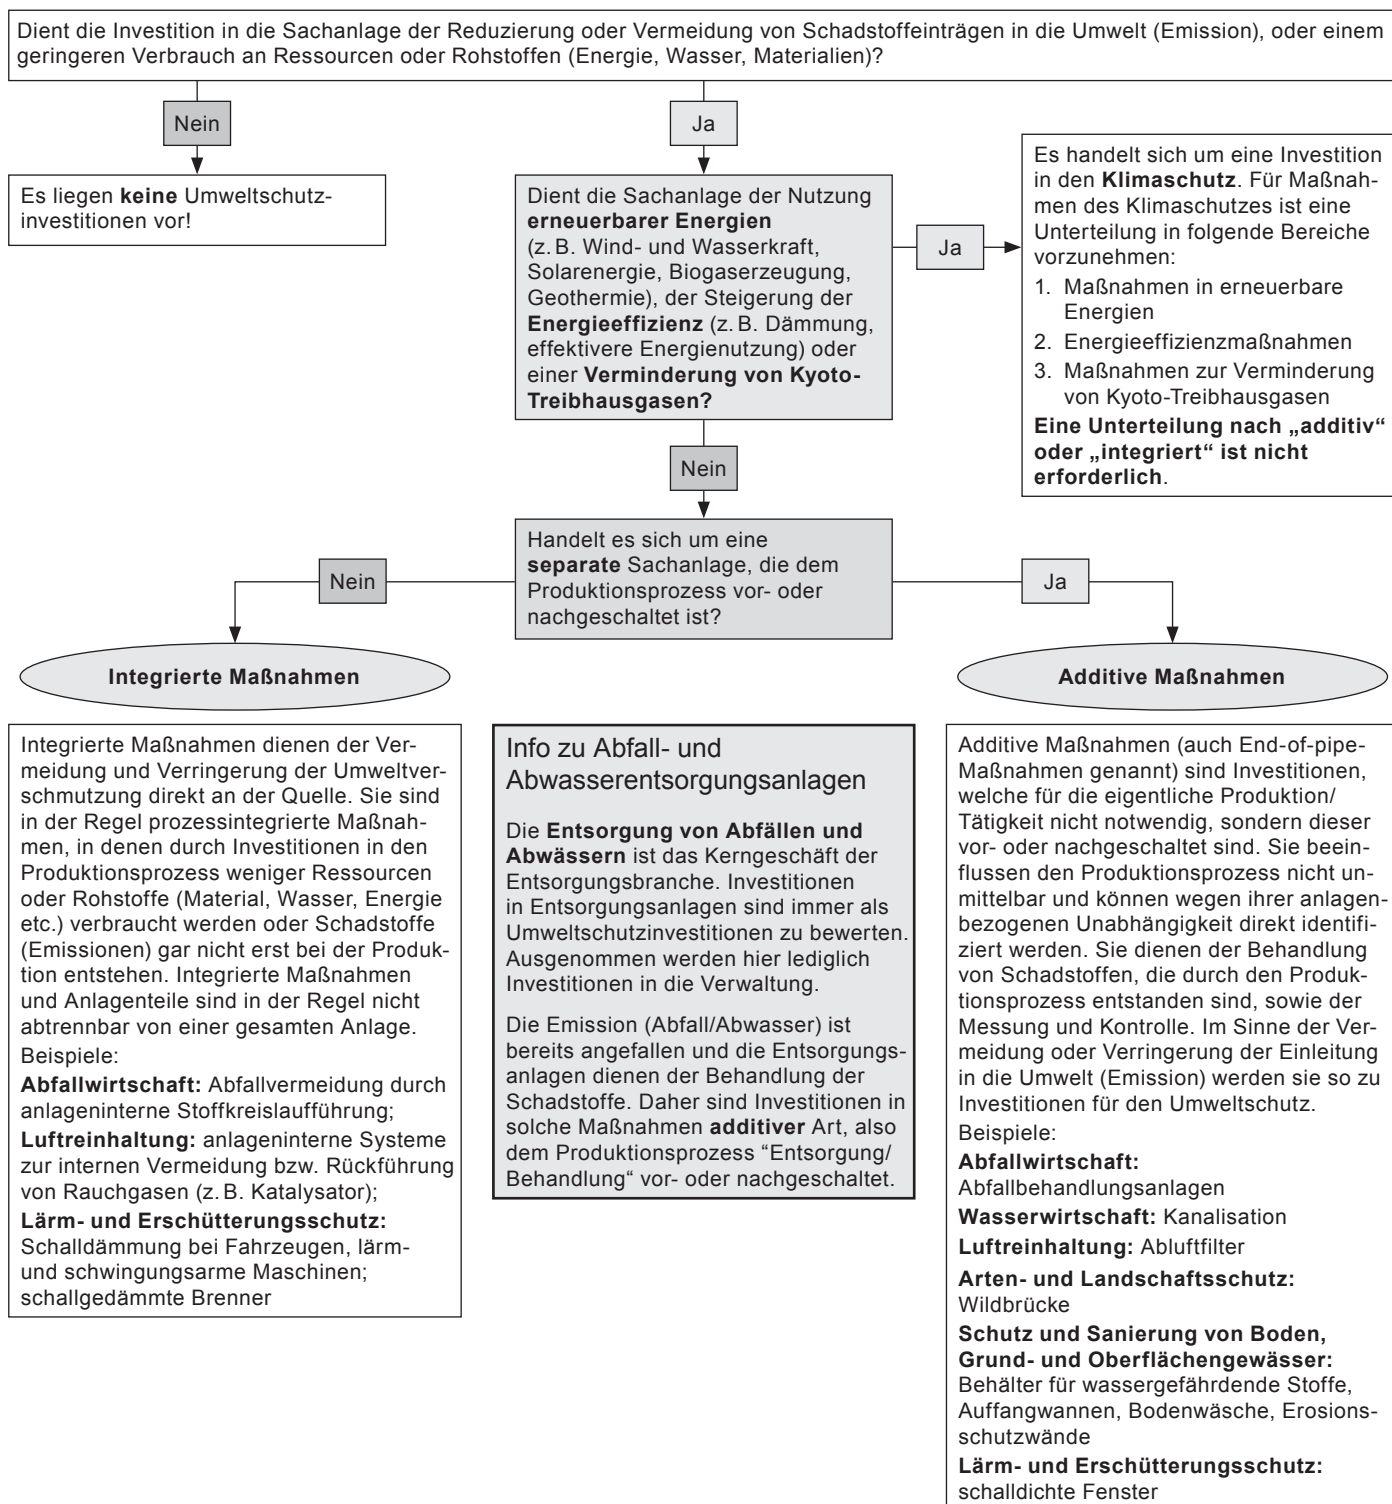 Dient die Investition in die Sachanlage der Reduzierung oder Vermeidung von Schadstoffeinträgen in die Umwelt (Emission), oder einem
geringeren Verbrauch an Ressourcen oder Rohstoffen (Energie, Wasser, Materialien)?
Nein
Ja
Es liegen keine Umweltschutz-
investitionen vor!
Dient die Sachanlage der Nutzung
erneuerbarer Energien
(z. B. Wind- und Wasserkraft,
Solarenergie, Biogaserzeugung,
Geothermie), der Steigerung der
Energieeffizienz (z. B. Dämmung,
effektivere Energienutzung) oder
einer Verminderung von Kyoto-
Treibhausgasen?
Ja
Es handelt sich um eine Investition
in den Klimaschutz. Für Maßnah-
men des Klimaschutzes ist eine
Unterteilung in folgende Bereiche
vorzunehmen:
1. Maßnahmen in erneuerbare
Energien
2. Energieeffizienzmaßnahmen
3. Maßnahmen zur Verminderung
von Kyoto-Treibhausgasen
Eine Unterteilung nach „additiv“
oder „integriert“ ist nicht
erforderlich.
Nein
Handelt es sich um eine
separate Sachanlage, die dem
Produktionsprozess vor- oder
nachgeschaltet ist?
Nein
Ja
Integrierte Maßnahmen
Additive Maßnahmen
Integrierte Maßnahmen dienen der Ver-
meidung und Verringerung der Umweltver-
schmutzung direkt an der Quelle. Sie sind
in der Regel prozessintegrierte Maßnah-
men, in denen durch Investitionen in den
Produktionsprozess weniger Ressourcen
oder Rohstoffe (Material, Wasser, Energie
etc.) verbraucht werden oder Schadstoffe
(Emissionen) gar nicht erst bei der Produk-
tion entstehen. Integrierte Maßnahmen
und Anlagenteile sind in der Regel nicht
abtrennbar von einer gesamten Anlage.
Beispiele:
Abfallwirtschaft: Abfallvermeidung durch
anlageninterne Stoffkreislaufführung;
Luftreinhaltung: anlageninterne Systeme
zur internen Vermeidung bzw. Rückführung
von Rauchgasen (z. B. Katalysator);
Lärm- und Erschütterungsschutz:
Schalldämmung bei Fahrzeugen, lärm-
und schwingungsarme Maschinen;
schallgedämmte Brenner
Info zu Abfall- und
Abwasserentsorgungsanlagen
Die Entsorgung von Abfällen und
Abwässern ist das Kerngeschäft der
Entsorgungsbranche. Investitionen
in Entsorgungsanlagen sind immer als
Umweltschutzinvestitionen zu bewerten.
Ausgenommen werden hier lediglich
Investitionen in die Verwaltung.
Die Emission (Abfall/Abwasser) ist
bereits angefallen und die Entsorgungs-
anlagen dienen der Behandlung der
Schadstoffe. Daher sind Investitionen in
solche Maßnahmen additiver Art, also
dem Produktionsprozess “Entsorgung/
Behandlung“ vor- oder nachgeschaltet.
Additive Maßnahmen (auch End-of-pipe-
Maßnahmen genannt) sind Investitionen,
welche für die eigentliche Produktion/
Tätigkeit nicht notwendig, sondern dieser
vor- oder nachgeschaltet sind. Sie beein-
flussen den Produktionsprozess nicht un-
mittelbar und können wegen ihrer anlagen-
bezogenen Unabhängigkeit direkt identifi-
ziert werden. Sie dienen der Behandlung
von Schadstoffen, die durch den Produk-
tionsprozess entstanden sind, sowie der
Messung und Kontrolle. Im Sinne der Ver-
meidung oder Verringerung der Einleitung
in die Umwelt (Emission) werden sie so zu
Investitionen für den Umweltschutz.
Beispiele:
Abfallwirtschaft:
Abfallbehandlungsanlagen
Wasserwirtschaft: Kanalisation
Luftreinhaltung: Abluftfilter
Arten- und Landschaftsschutz:
Wildbrücke
Schutz und Sanierung von Boden,
Grund- und Oberflächengewässer:
Behälter für wassergefährdende Stoffe,
Auffangwannen, Bodenwäsche, Erosions-
schutzwände
Lärm- und Erschütterungsschutz:
schalldichte Fenster